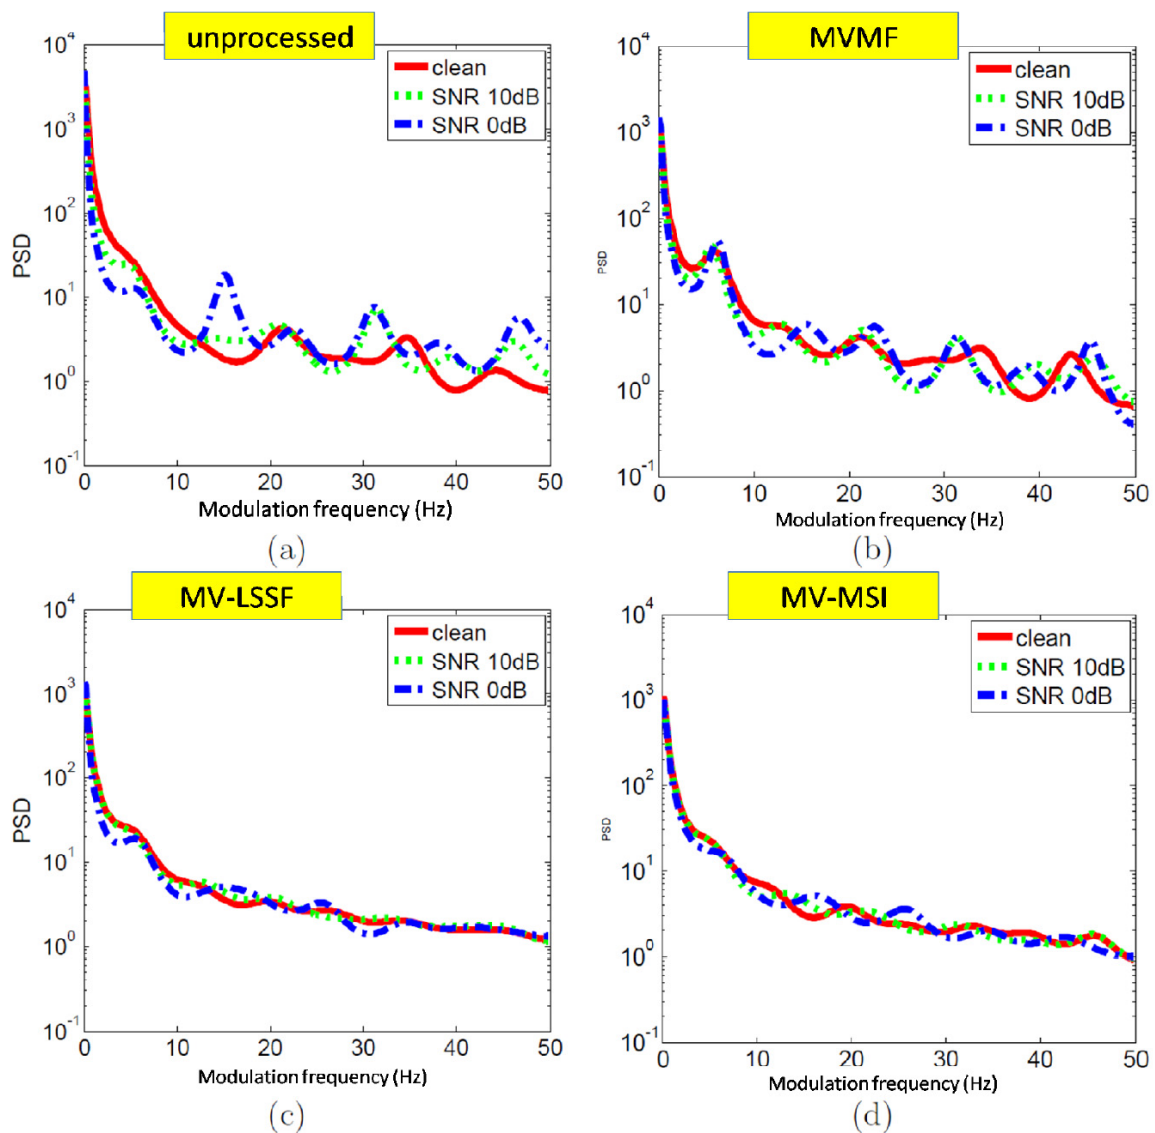 unprocessed
10^4
10^3
10^2
10^1
10^0
10^-1
PSD
clean
SNR 10dB
SNR 0dB
0 10 20 30 40 50
Modulation frequency (Hz)
(a)
MVMF
10^4
10^3
10^2
10^1
10^0
10^-1
PSD
clean
SNR 10dB
SNR 0dB
0 10 20 30 40 50
Modulation frequency (Hz)
(b)
MV-LSSF
10^4
10^3
10^2
10^1
10^0
10^-1
PSD
clean
SNR 10dB
SNR 0dB
0 10 20 30 40 50
Modulation frequency (Hz)
(c)
MV-MSI
10^4
10^3
10^2
10^1
10^0
10^-1
PSD
clean
SNR 10dB
SNR 0dB
0 10 20 30 40 50
Modulation frequency (Hz)
(d)